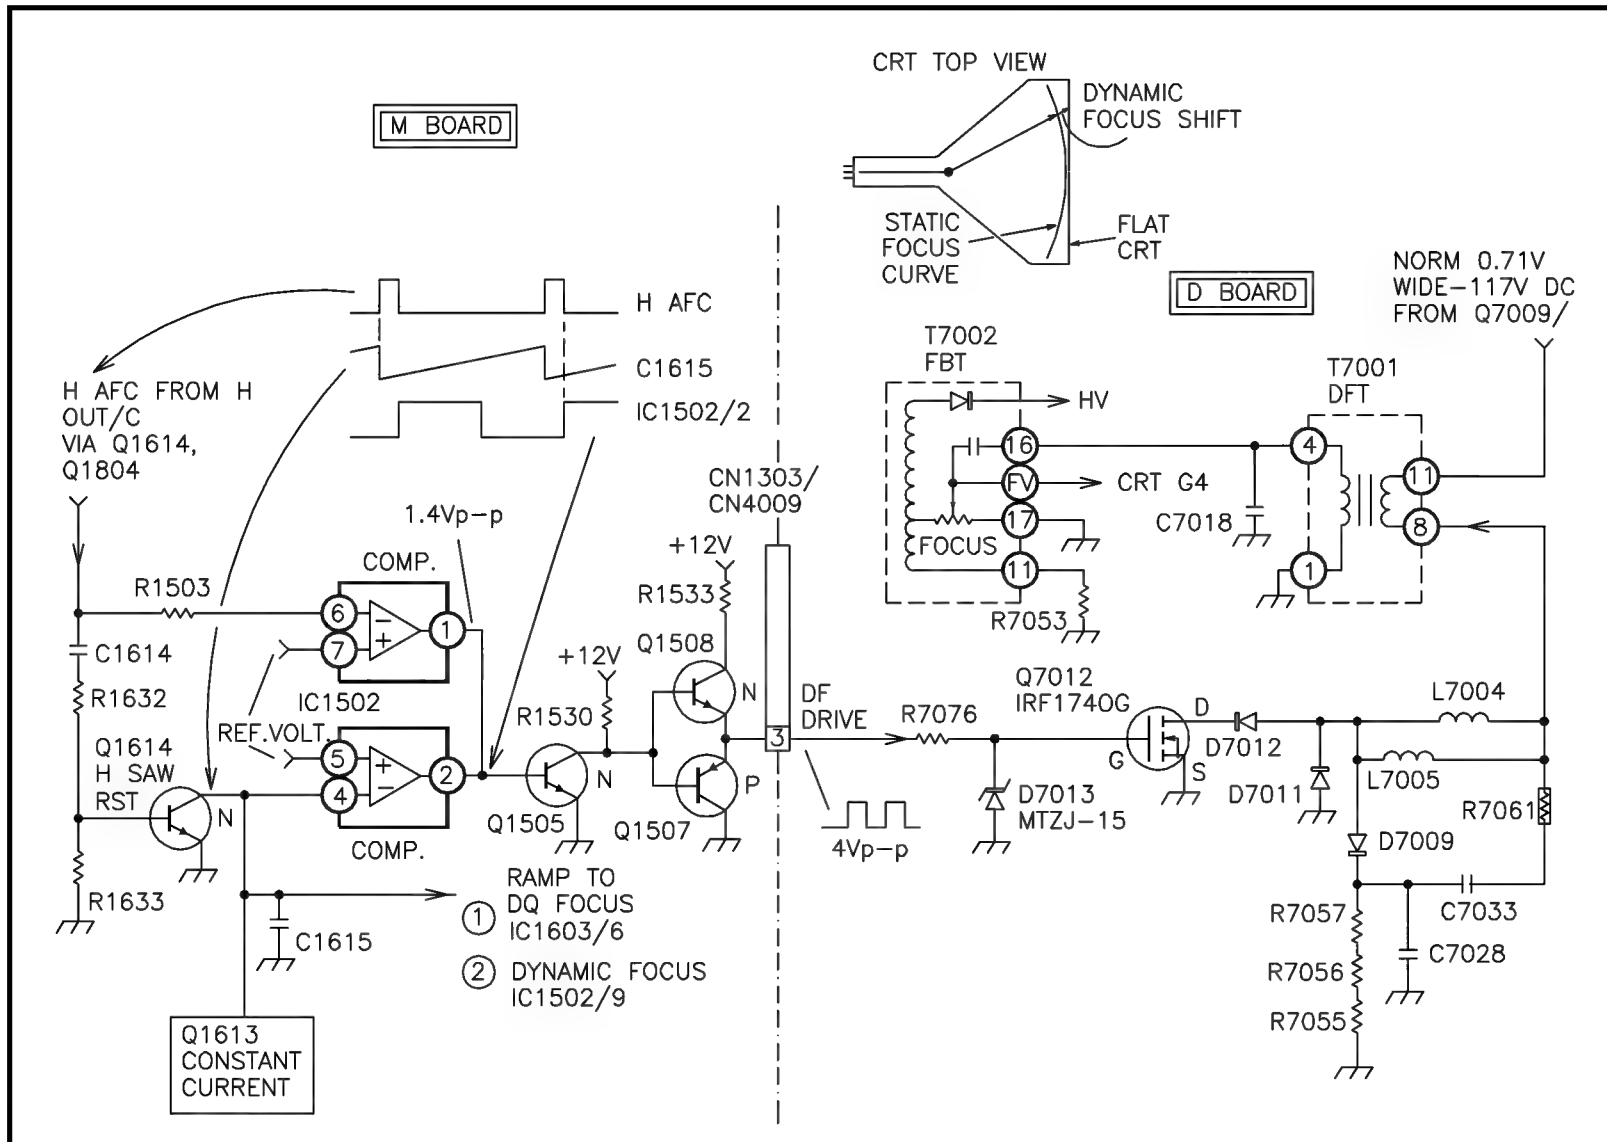 CRT TOP VIEW
M BOARD
DYNAMIC
FOCUS SHIFT
STATIC
FOCUS
CURVE
FLAT
CRT
D BOARD
NORM 0.71V
WIDE-117V DC
FROM Q7009/
H AFC
C1615
IC1502/2
H AFC FROM H
OUT/C
VIA Q1614,
Q1804
T7002
FBT
HV
16
FV
CRT G4
17
FOCUS
11
R7053
C7018
T7001
DFT
4
11
8
1
CN1303/
CN4009
1.4Vp-p
COMP.
R1503
6
7
- +
1
IC1502
C1614
R1632
REF.VOLT.
Q1614
H SAW
RST
N
5
4
+ -
2
COMP.
R1633
C1615
+12V
R1533
Q1508
N
+12V
R1530
N
Q1505
P
Q1507
3
DF
DRIVE
4Vp-p
R7076
Q7012
IRF1740G
D
G
S
D7013
MTZJ-15
D7012
D7011
L7004
L7005
R7061
D7009
C7033
R7057
R7056
R7055
C7028
1
RAMP TO
DQ FOCUS
IC1603/6
2
DYNAMIC FOCUS
IC1502/9
Q1613
CONSTANT
CURRENT